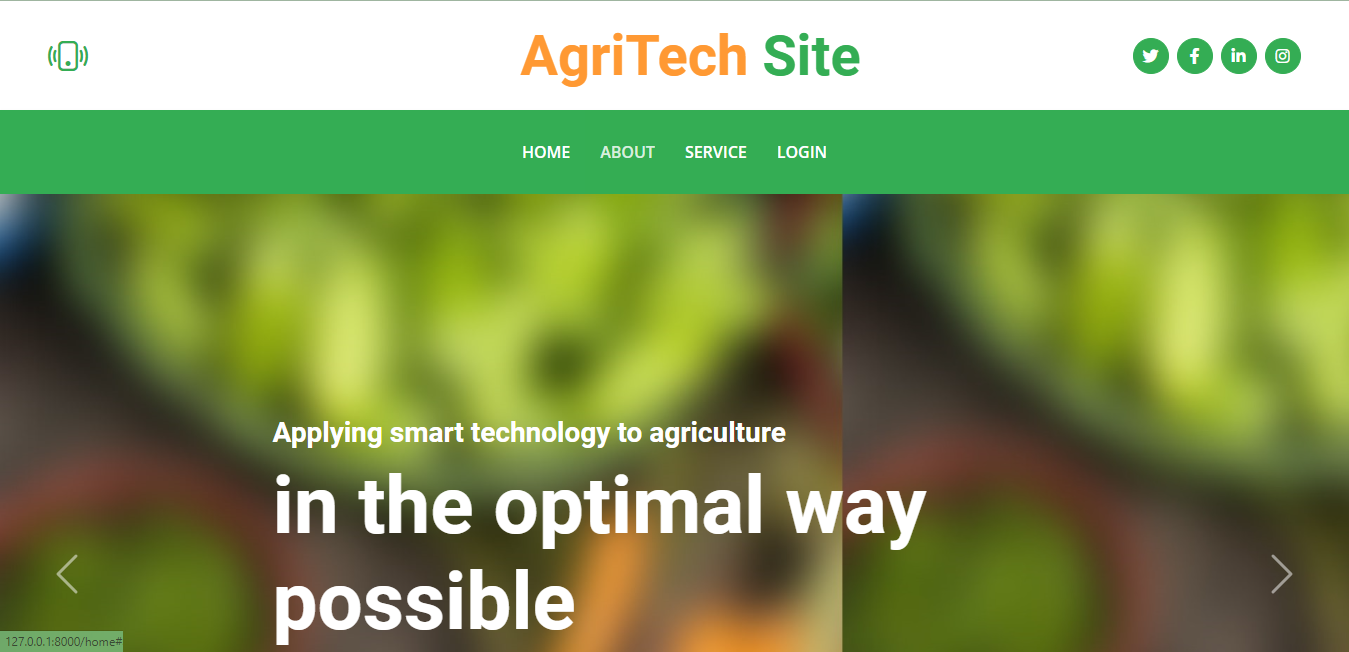 AgriTech Site
HOME ABOUT SERVICE LOGIN
Applying smart technology to agriculture
in the optimal way
possible
127.0.0.1:8000/home#